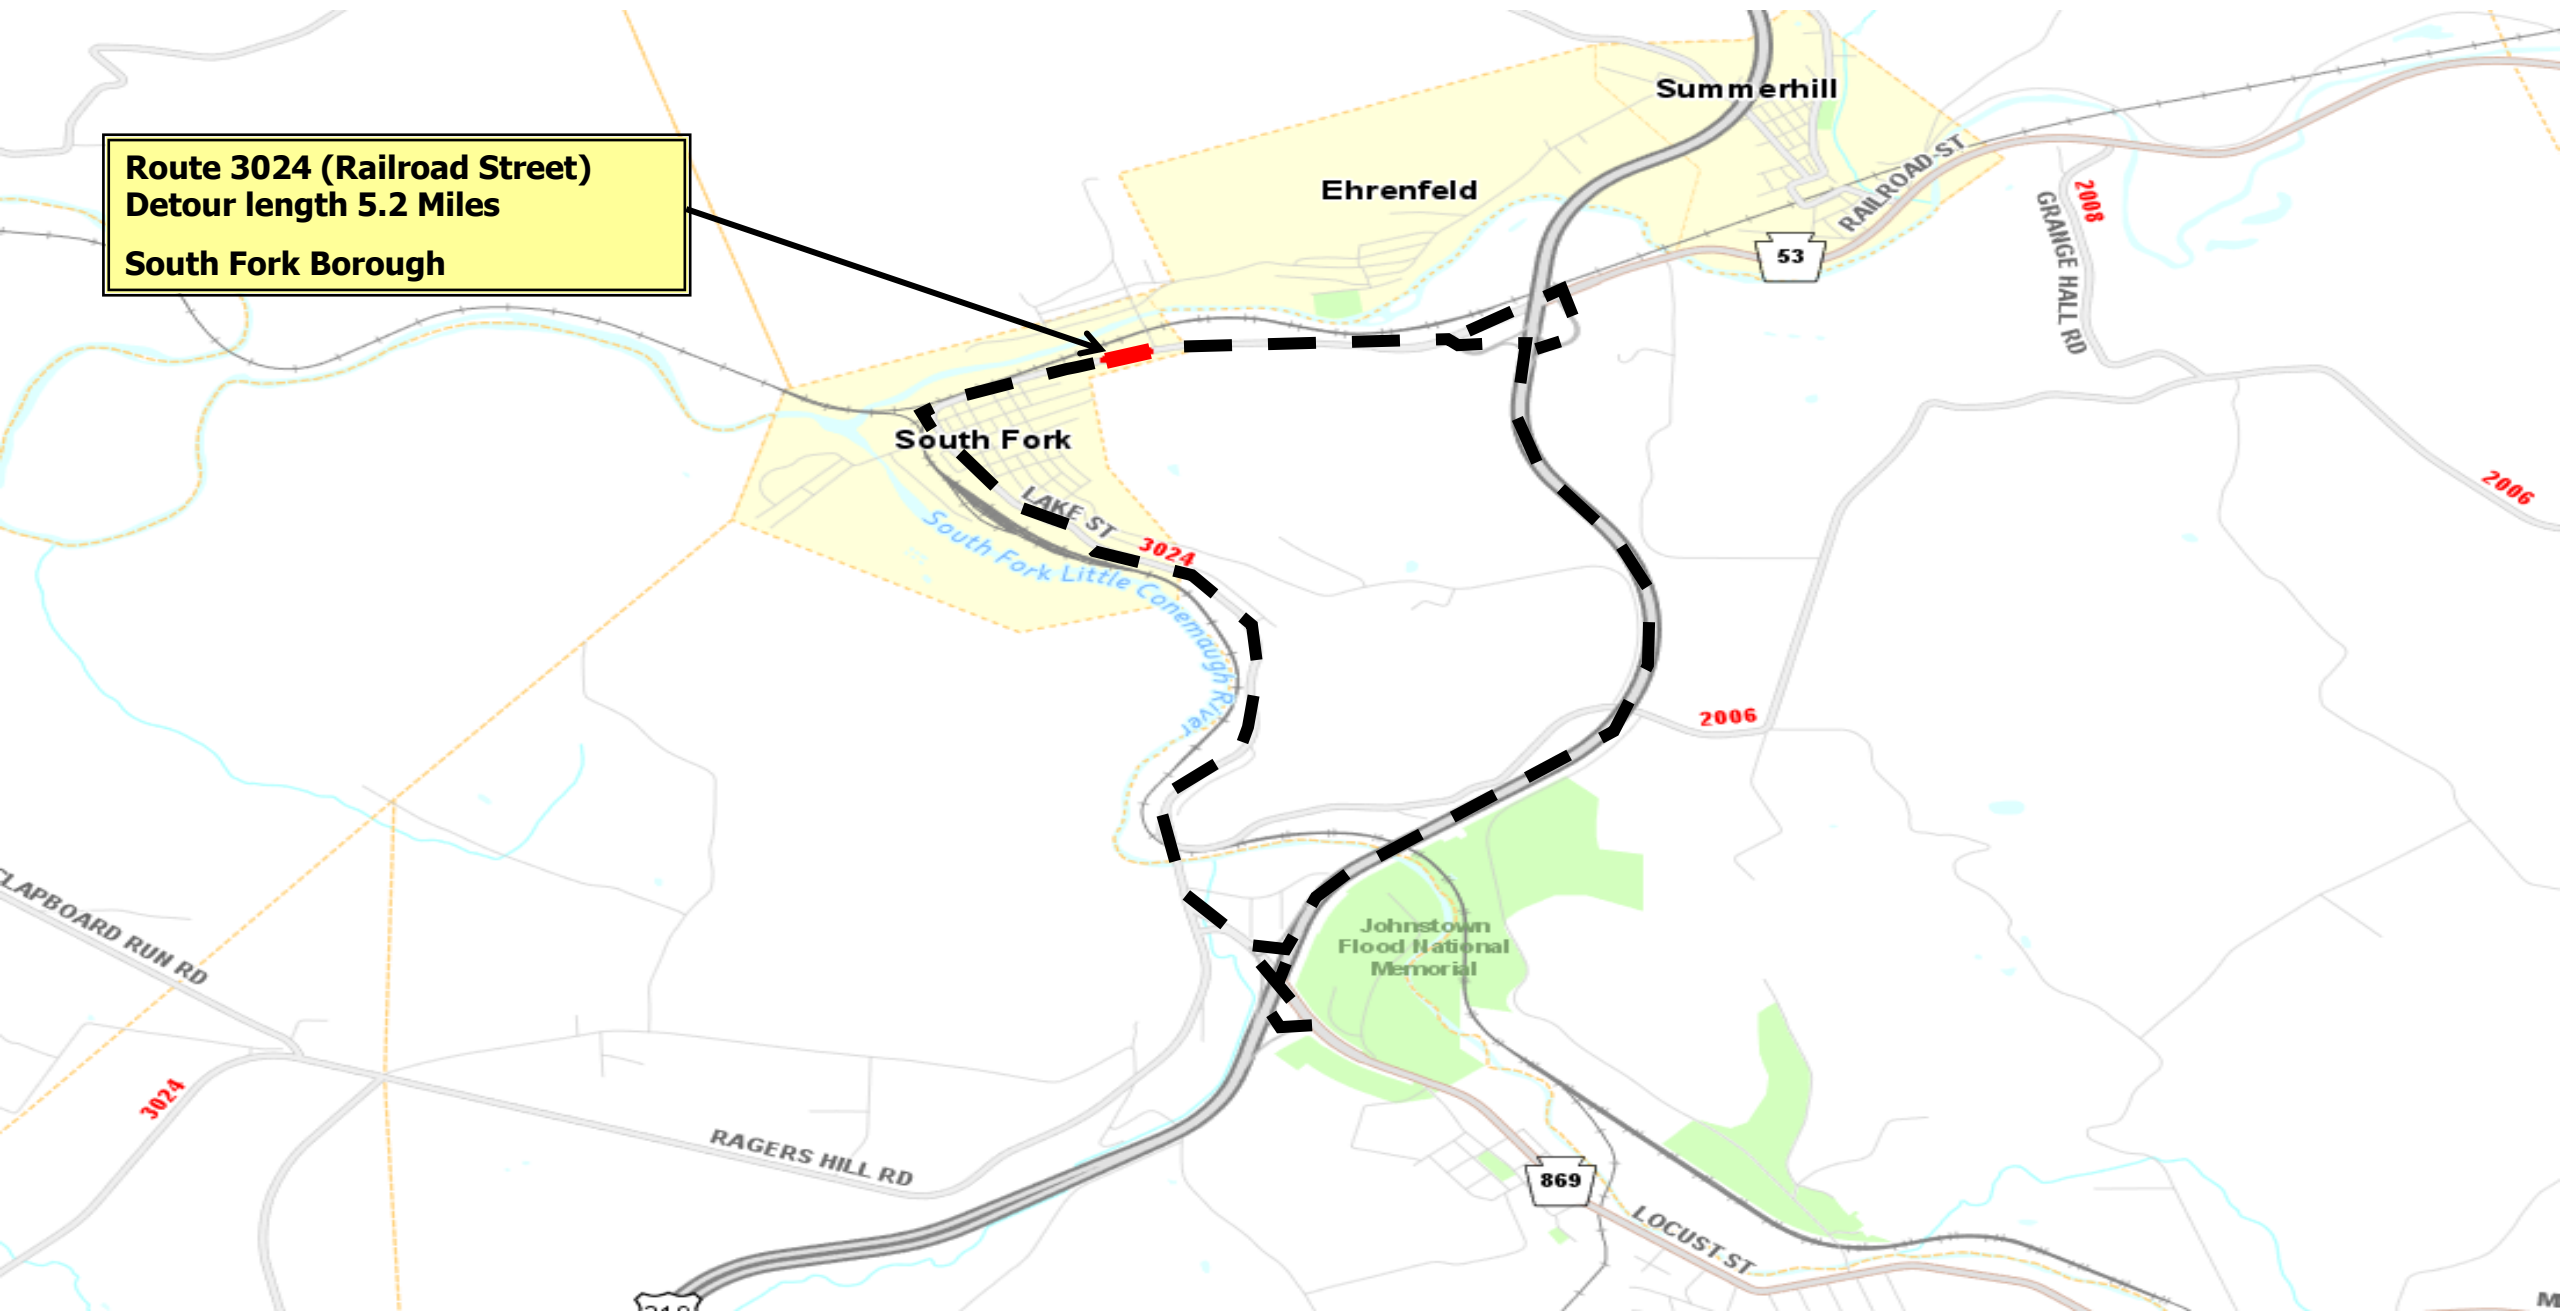 Summerhill
Route 3024 (Railroad Street)
Detour length 5.2 Miles
South Fork Borough
Ehrenfeld
RAILROAD ST
2008
GRANGE HALL RD
53
South Fork
LAKE ST
3024
2006
South Fork Little Conemaugh River
2006
CLAPBOARD RUN RD
Johnstown
Flood National
Memorial
3024
RAGERS HILL RD
869
LOCUST ST